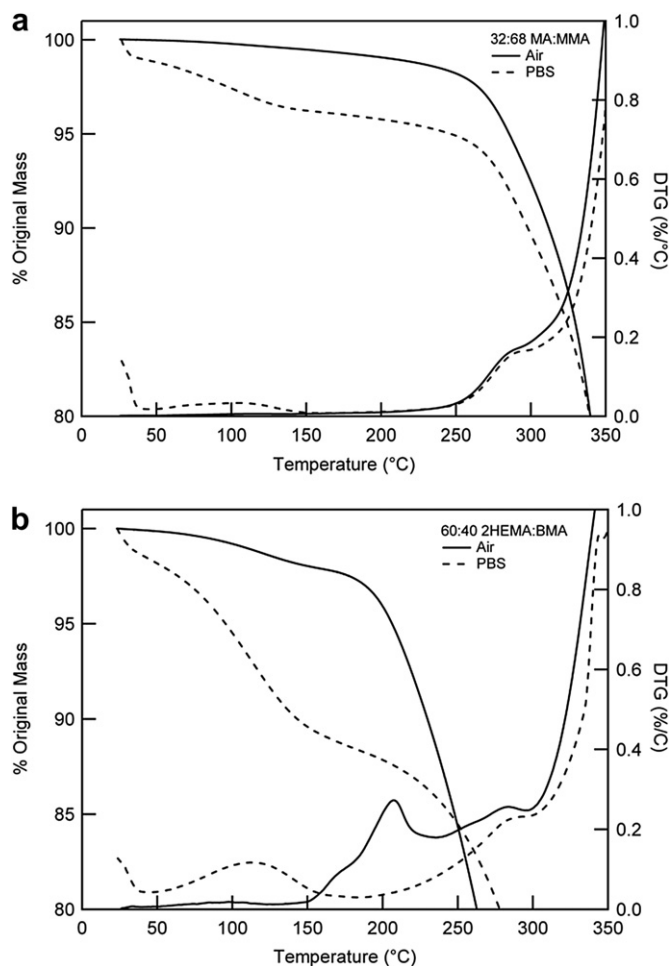 a
32:68 MA:MMA
Air
PBS
% Original Mass
100
95
90
85
80
DTG (%/°C)
1.0
0.8
0.6
0.4
0.2
0.0
0 50 100 150 200 250 300 350
Temperature (°C)
b
60:40 2HEMA:BMA
Air
PBS
% Original Mass
100
95
90
85
80
DTG (%/C)
1.0
0.8
0.6
0.4
0.2
0.0
0 50 100 150 200 250 300 350
Temperature (°C)